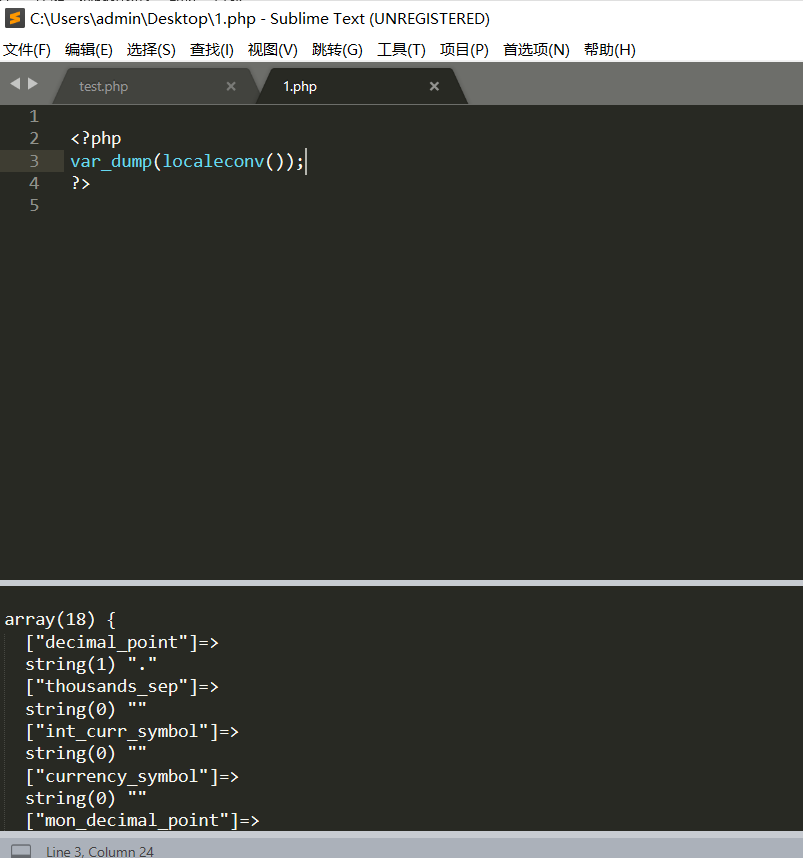 C:\Users\admin\Desktop\1.php - Sublime Text (UNREGISTERED)
文件(F) 编辑(E) 选择(S) 查找(I) 视图(V) 跳转(G) 工具(T) 项目(P) 首选项(N) 帮助(H)
test.php × 1.php ×
1
2 <?php
3 var_dump(localeconv());
4 ?>
5
array(18) {
["decimal_point"]=>
string(1) "."
["thousands_sep"]=>
string(0) ""
["int_curr_symbol"]=>
string(0) ""
["currency_symbol"]=>
string(0) ""
["mon_decimal_point"]=>
Line 3, Column 24